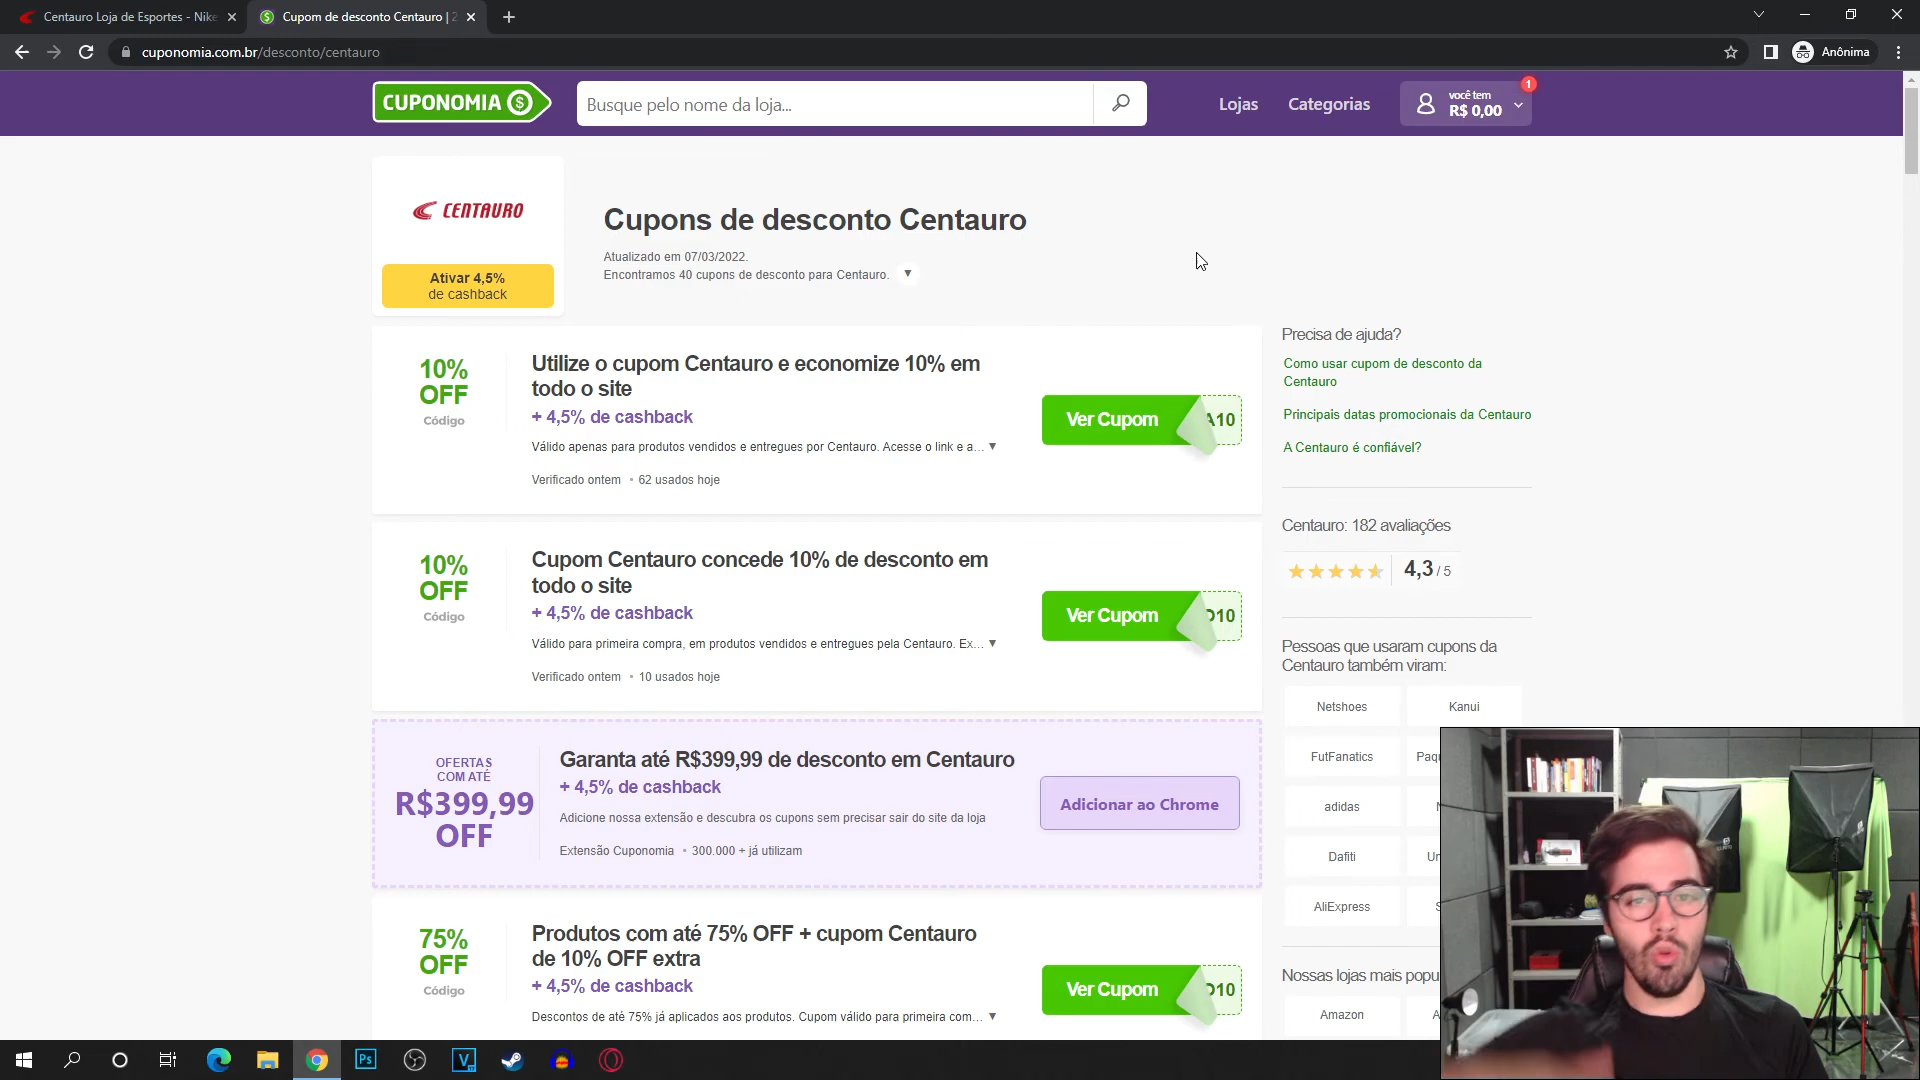 Centauro Loja de Esportes - Nike
Cupom de desconto Centauro | 2
cuponomia.com.br/desconto/centauro
Anônima
CUPONOMIA
Busque pelo nome da loja...
Lojas
Categorias
você tem
R$ 0,00
1
CENTAURO
Ativar 4,5%
de cashback
Cupons de desconto Centauro
Atualizado em 07/03/2022.
Encontramos 40 cupons de desconto para Centauro.
10%
OFF
Código
Utilize o cupom Centauro e economize 10% em
todo o site
+ 4,5% de cashback
Válido apenas para produtos vendidos e entregues por Centauro. Acesse o link e a...
Verificado ontem • 62 usados hoje
Ver Cupom
A10
10%
OFF
Código
Cupom Centauro concede 10% de desconto em
todo o site
+ 4,5% de cashback
Válido para primeira compra, em produtos vendidos e entregues pela Centauro. Ex...
Verificado ontem • 10 usados hoje
Ver Cupom
O10
OFERTAS
COM ATÉ
R$399,99
OFF
Garanta até R$399,99 de desconto em Centauro
+ 4,5% de cashback
Adicione nossa extensão e descubra os cupons sem precisar sair do site da loja
Extensão Cuponomia • 300.000 + já utilizam
Adicionar ao Chrome
75%
OFF
Código
Produtos com até 75% OFF + cupom Centauro
de 10% OFF extra
+ 4,5% de cashback
Descontos de até 75% já aplicados aos produtos. Cupom válido para primeira com...
Ver Cupom
O10
Precisa de ajuda?
Como usar cupom de desconto da
Centauro
Principais datas promocionais da Centauro
A Centauro é confiável?
Centauro: 182 avaliações
4,3 / 5
Pessoas que usaram cupons da
Centauro também viram:
Netshoes
Kanui
FutFanatics
Paqu
adidas
Dafiti
AliExpress
Nossas lojas mais popu
Amazon
Ps
V